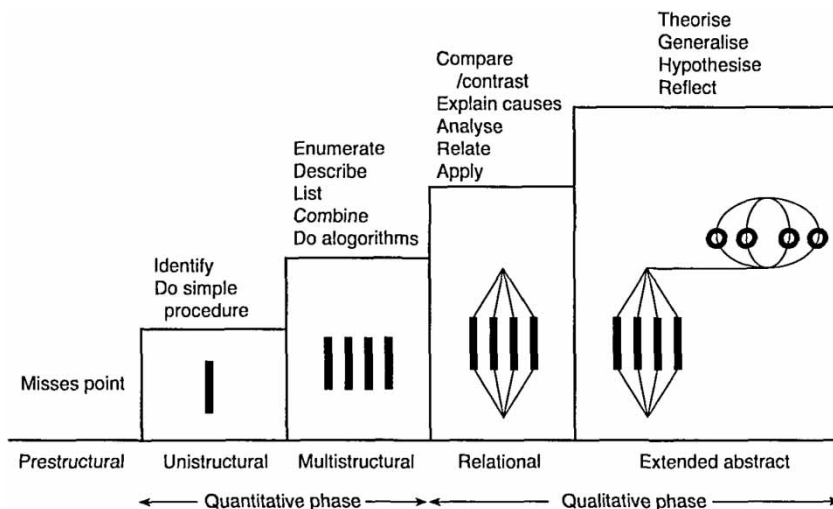 Theorise
Generalise
Hypothesise
Reflect
Compare
/contrast
Explain causes
Analyse
Relate
Apply
Enumerate
Describe
List
Combine
Do alogorithms
Identify
Do simple
procedure
Misses point
Prestructural
Unistructural
Multistructural
Relational
Extended abstract
Quantitative phase
Qualitative phase